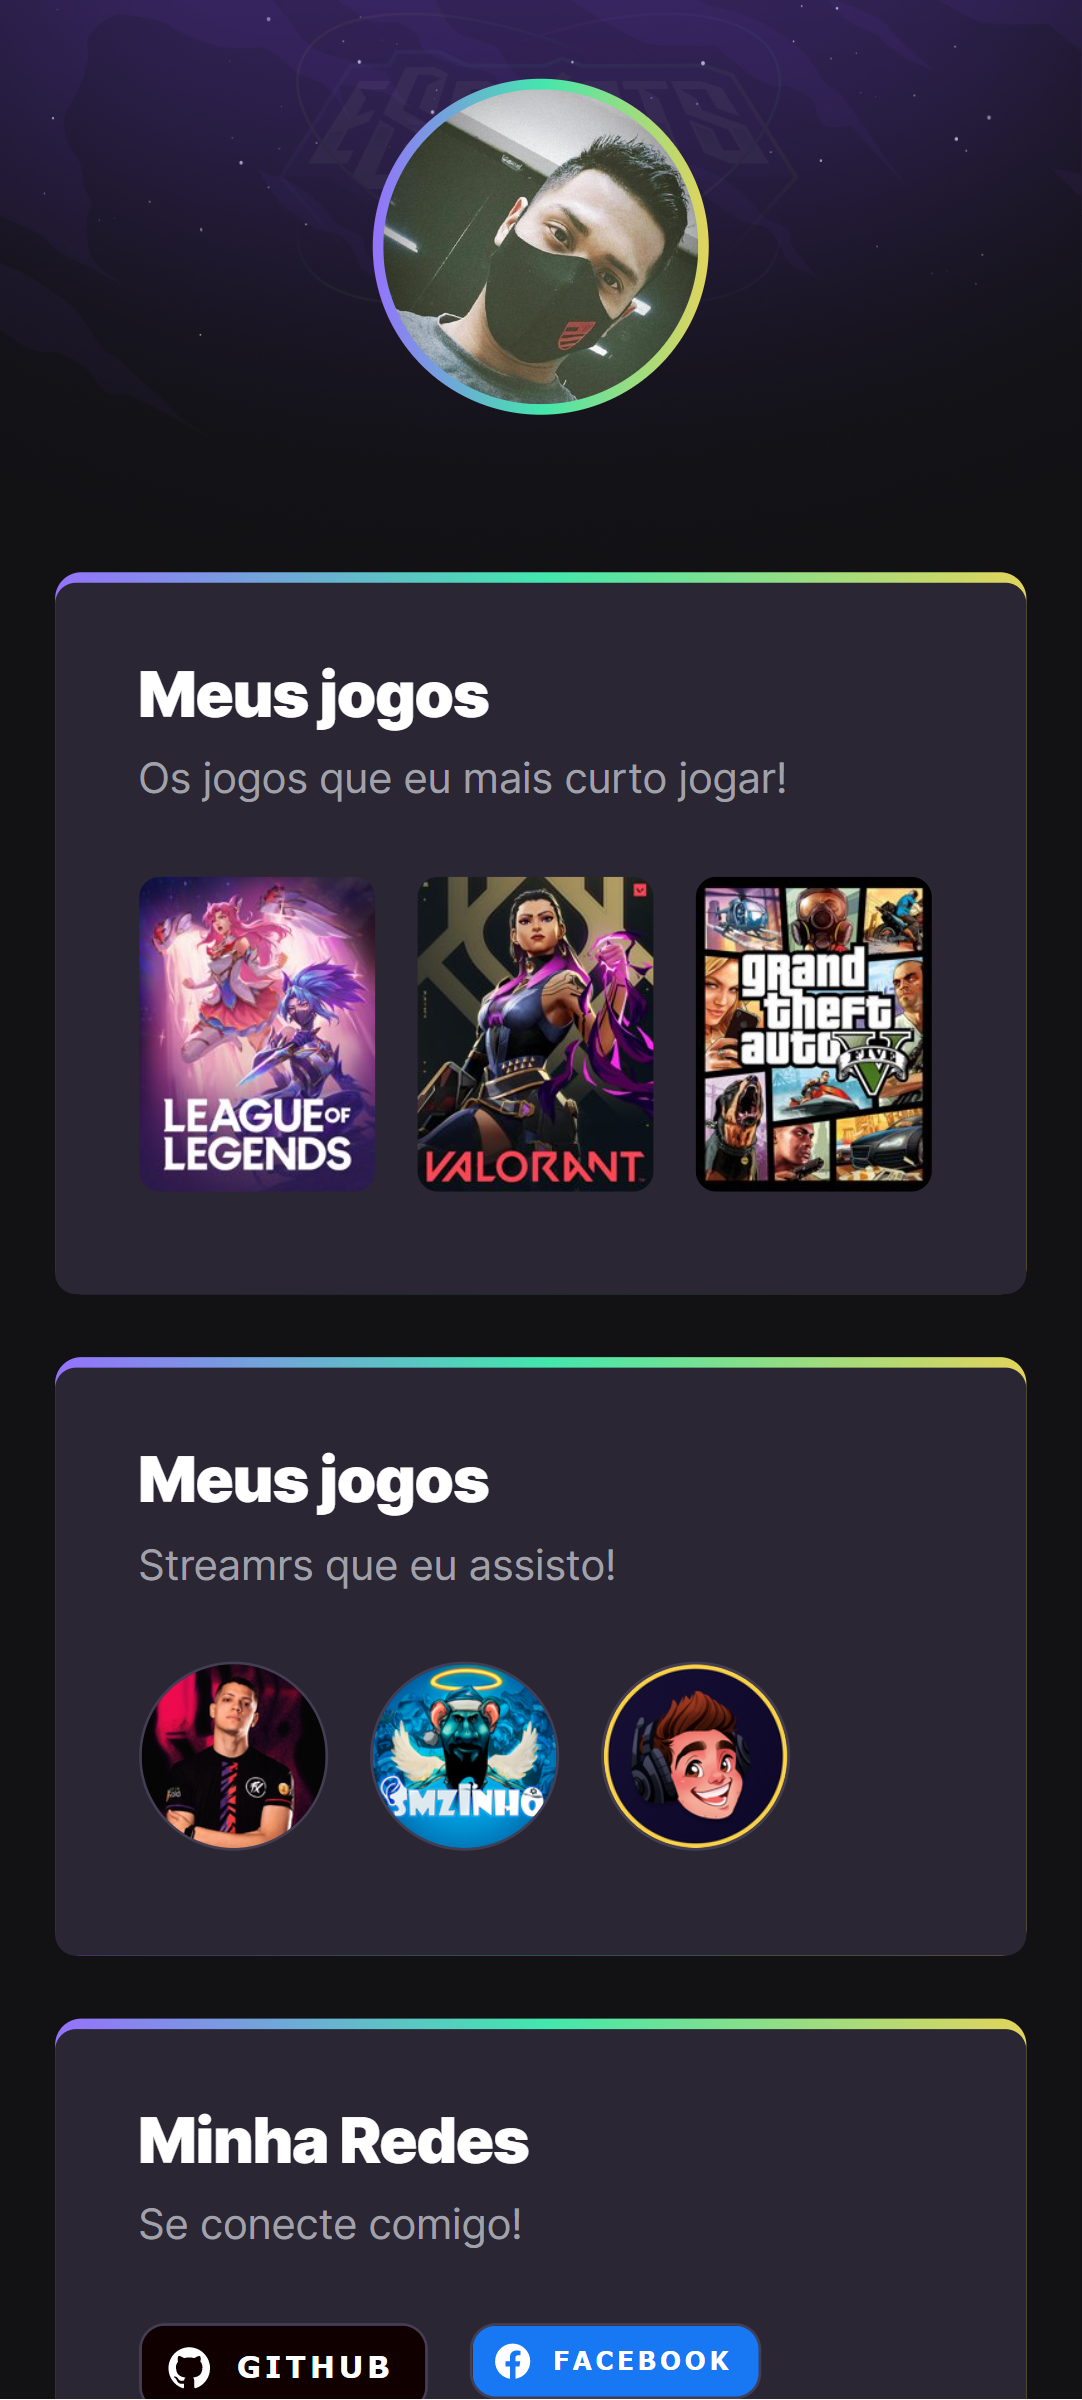 Meus jogos
Os jogos que eu mais curto jogar!
LEAGUE OF
LEGENDS
VALORANT
grand
theft
auto
FIVE
Meus jogos
Streamrs que eu assisto!
3MZINHO
Minha Redes
Se conecte comigo!
GITHUB
FACEBOOK